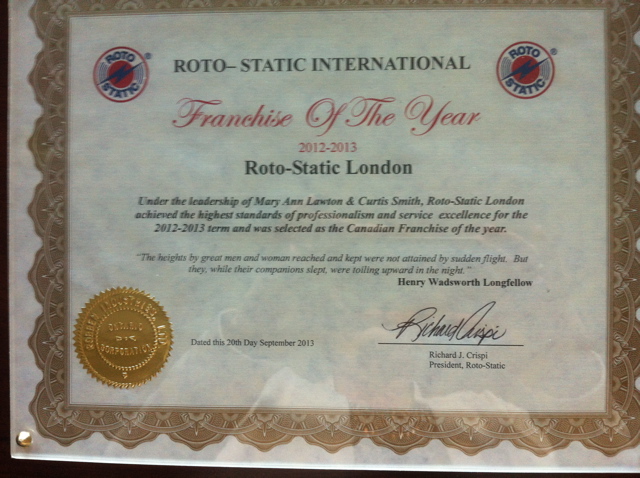 ROTO STATIC
ROTO– STATIC INTERNATIONAL
ROTO STATIC
Franchise Of The Year
2012-2013
Roto-Static London
Under the leadership of Mary Ann Lawton & Curtis Smith, Roto-Static London
achieved the highest standards of professionalism and service excellence for the
2012-2013 term and was selected as the Canadian Franchise of the year.
"The heights by great men and woman reached and kept were not attained by sudden flight. But
they, while their companions slept, were toiling upward in the night."
Henry Wadsworth Longfellow
Richard Crispi
Dated this 20th Day September 2013
Richard J. Crispi
President, Roto-Static